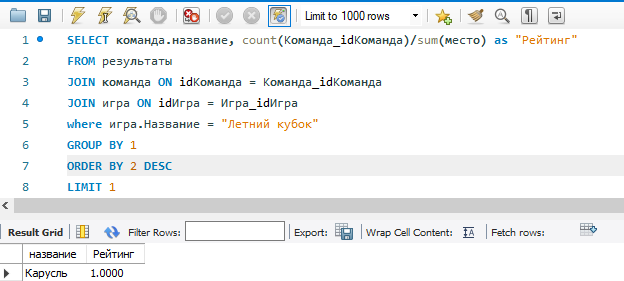 Limit to 1000 rows
1 SELECT команда.название, count(Команда_idКоманда)/sum(место) as "Рейтинг"
2 FROM результаты
3 JOIN команда ON idКоманда = Команда_idКоманда
4 JOIN игра ON idИгра = Игра_idИгра
5 where игра.Название = "Летний кубок"
6 GROUP BY 1
7 ORDER BY 2 DESC
8 LIMIT 1
Result Grid Filter Rows: Export: Wrap Cell Content: Fetch rows:
название Рейтинг
Карусль 1.0000